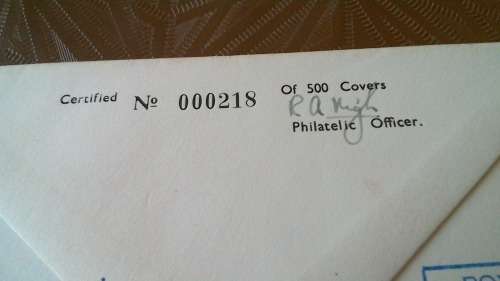 Certified No 000218 Of 500 Covers
R A
Philatelic Officer.